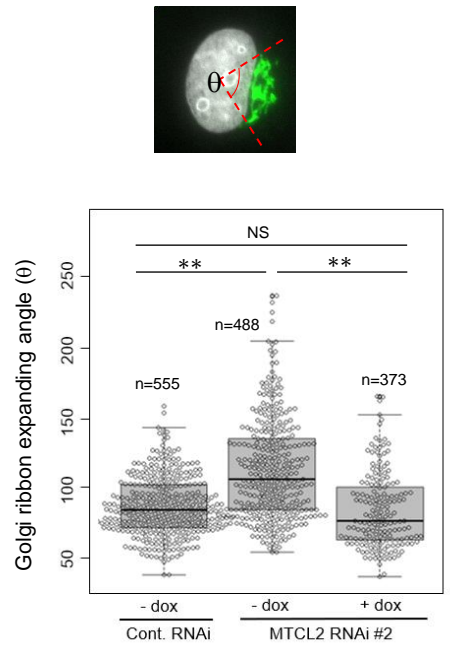 θ
NS
** **
n=488
n=555 n=373
Golgi ribbon expanding angle (θ)
250
200
150
100
50
- dox - dox + dox
Cont. RNAi MTCL2 RNAi #2